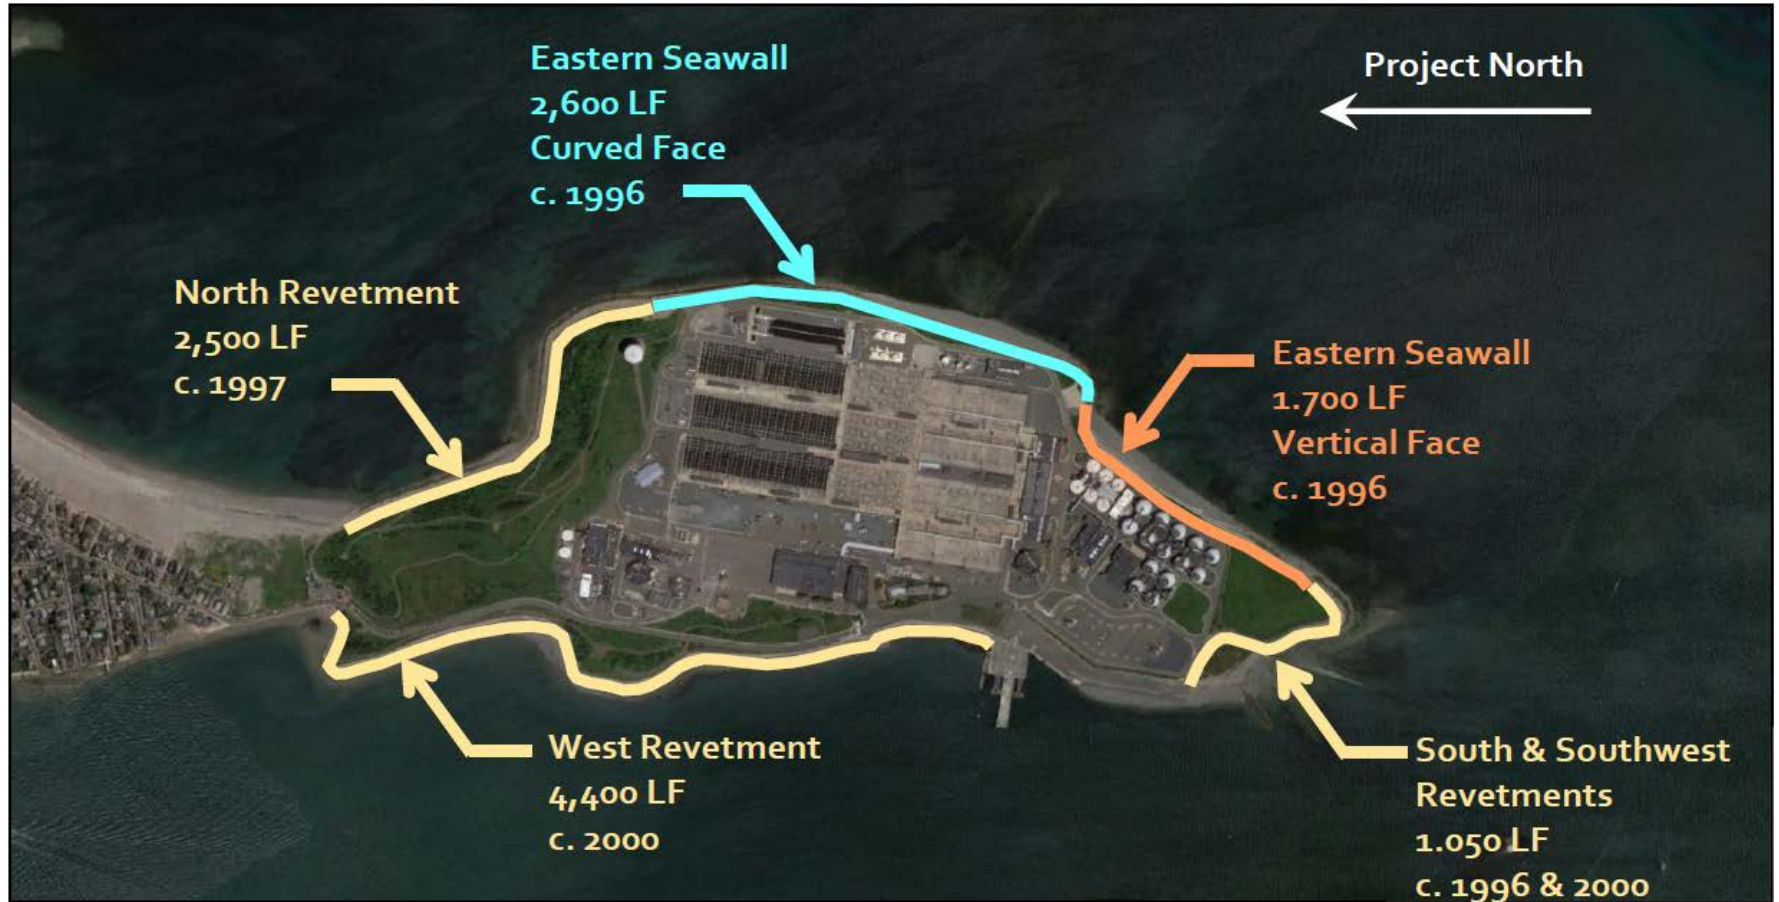 Eastern Seawall
2,600 LF
Curved Face
c. 1996
Project North
North Revetment
2,500 LF
c. 1997
Eastern Seawall
1.700 LF
Vertical Face
c. 1996
West Revetment
4,400 LF
c. 2000
South & Southwest
Revetments
1.050 LF
c. 1996 & 2000